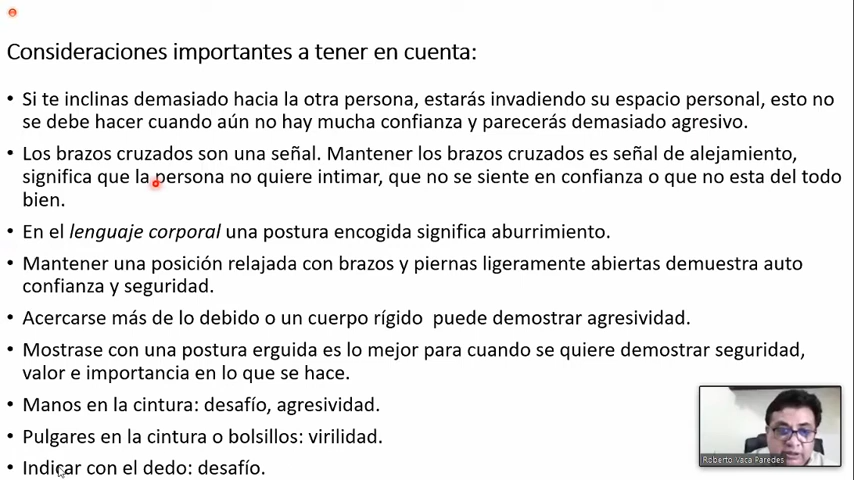 Consideraciones importantes a tener en cuenta:
• Si te inclinas demasiado hacia la otra persona, estarás invadiendo su espacio personal, esto no
se debe hacer cuando aún no hay mucha confianza y parecerás demasiado agresivo.
• Los brazos cruzados son una señal. Mantener los brazos cruzados es señal de alejamiento,
significa que la persona no quiere intimar, que no se siente en confianza o que no esta del todo
bien.
• En el lenguaje corporal una postura encogida significa aburrimiento.
• Mantener una posición relajada con brazos y piernas ligeramente abiertas demuestra auto
confianza y seguridad.
• Acercarse más de lo debido o un cuerpo rígido puede demostrar agresividad.
• Mostrase con una postura erguida es lo mejor para cuando se quiere demostrar seguridad,
valor e importancia en lo que se hace.
• Manos en la cintura: desafío, agresividad.
• Pulgares en la cintura o bolsillos: virilidad.
• Indicar con el dedo: desafío.
Roberto Vaca Paredes